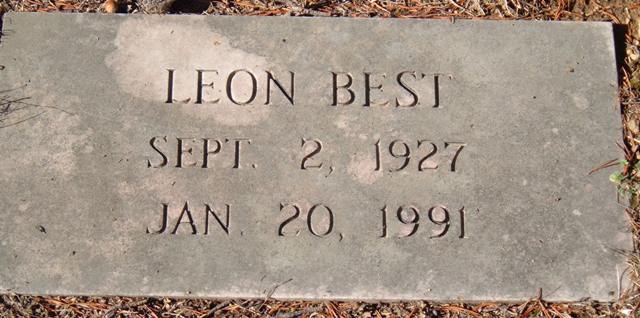 LEON BEST
SEPT. 2, 1927
JAN. 20, 1991